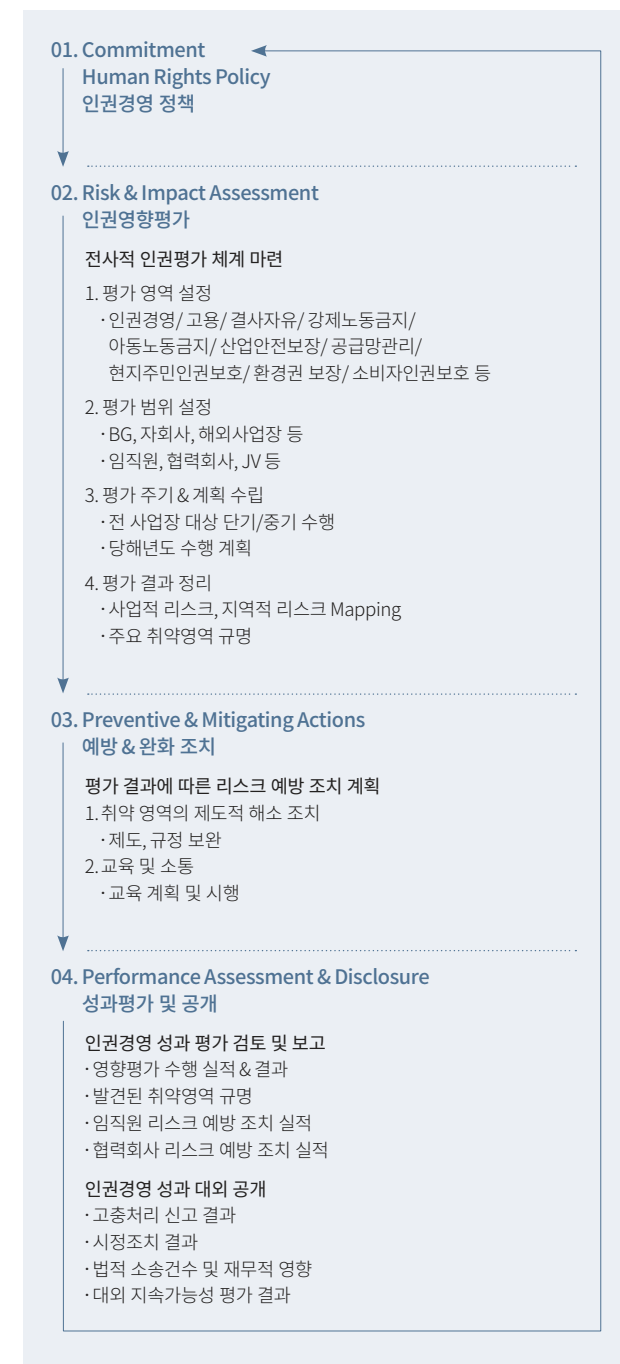 01. Commitment
Human Rights Policy
인권경영 정책
02. Risk & Impact Assessment
인권영향평가
전사적 인권평가 체계 마련
1. 평가 영역 설정
·인권경영/ 고용/ 결사자유/ 강제노동금지/
아동노동금지/ 산업안전보장/ 공급망관리/
현지주민인권보호/ 환경권 보장/ 소비자인권보호 등
2. 평가 범위 설정
·BG, 자회사, 해외사업장 등
·임직원, 협력회사, JV 등
3. 평가 주기 & 계획 수립
·전 사업장 대상 단기/중기 수행
·당해년도 수행 계획
4. 평가 결과 정리
·사업적 리스크, 지역적 리스크 Mapping
·주요 취약영역 규명
03. Preventive & Mitigating Actions
예방 & 완화 조치
평가 결과에 따른 리스크 예방 조치 계획
1. 취약 영역의 제도적 해소 조치
·제도, 규정 보완
2. 교육 및 소통
·교육 계획 및 시행
04. Performance Assessment & Disclosure
성과평가 및 공개
인권경영 성과 평가 검토 및 보고
·영향평가 수행 실적 & 결과
·발견된 취약영역 규명
·임직원 리스크 예방 조치 실적
·협력회사 리스크 예방 조치 실적
인권경영 성과 대외 공개
·고충처리 신고 결과
·시정조치 결과
·법적 소송건수 및 재무적 영향
·대외 지속가능성 평가 결과